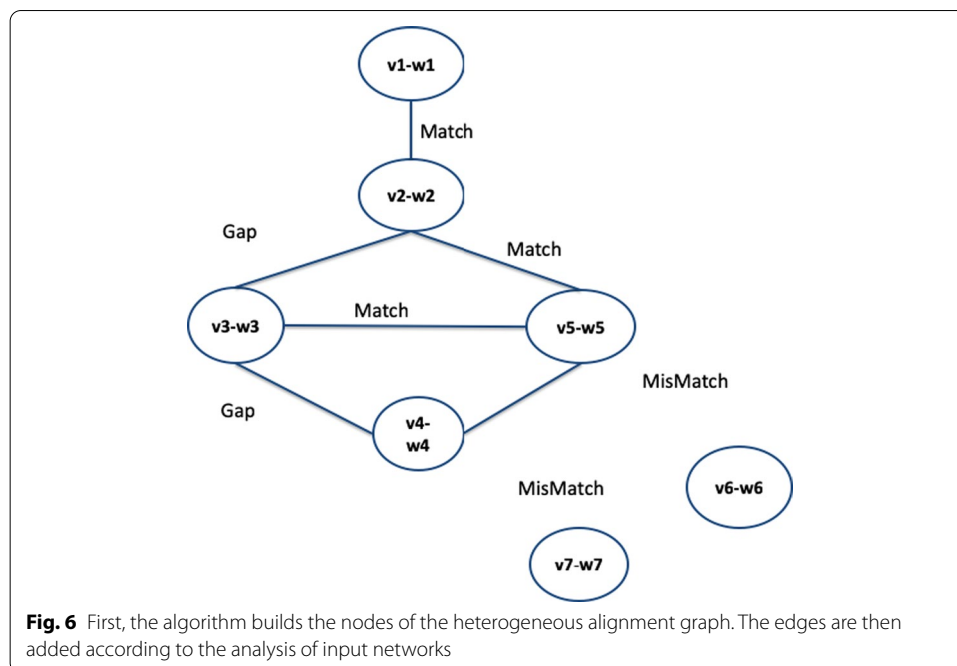 v1-w1
Match
v2-w2
Gap
Match
v3-w3
Match
v5-w5
MisMatch
Gap
v4-
w4
MisMatch
v6-w6
v7-w7
Fig. 6 First, the algorithm builds the nodes of the heterogeneous alignment graph. The edges are then
added according to the analysis of input networks